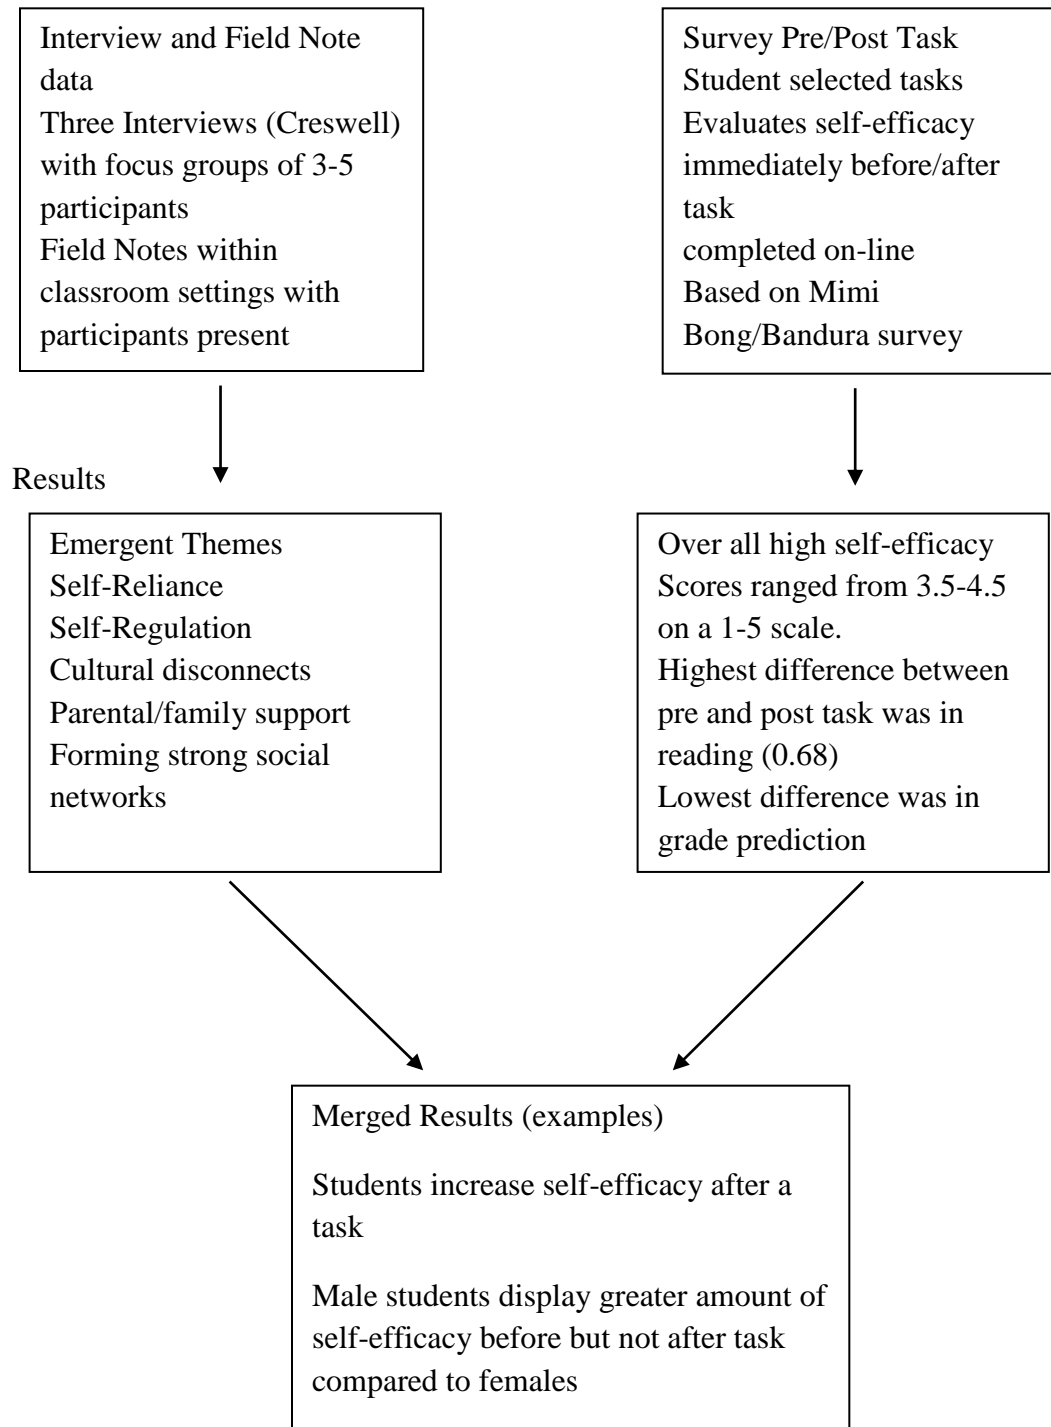 Interview and Field Note
data
Three Interviews (Creswell)
with focus groups of 3-5
participants
Field Notes within
classroom settings with
participants present
Survey Pre/Post Task
Student selected tasks
Evaluates self-efficacy
immediately before/after
task
completed on-line
Based on Mimi
Bong/Bandura survey
Results
Emergent Themes
Self-Reliance
Self-Regulation
Cultural disconnects
Parental/family support
Forming strong social
networks
Over all high self-efficacy
Scores ranged from 3.5-4.5
on a 1-5 scale.
Highest difference between
pre and post task was in
reading (0.68)
Lowest difference was in
grade prediction
Merged Results (examples)
Students increase self-efficacy after a
task
Male students display greater amount of
self-efficacy before but not after task
compared to females